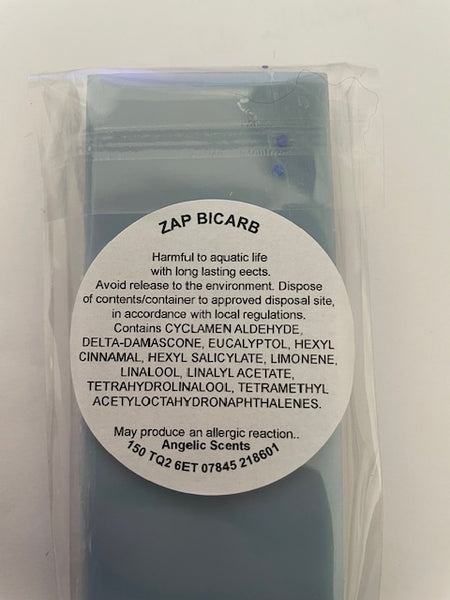 ZAP BICARB
Harmful to aquatic life
with long lasting eects.
Avoid release to the environment. Dispose
of contents/container to approved disposal site,
in accordance with local regulations.
Contains CYCLAMEN ALDEHYDE,
DELTA-DAMASCONE, EUCALYPTOL, HEXYL
CINNAMAL, HEXYL SALICYLATE, LIMONENE,
LINALOOL, LINALYL ACETATE,
TETRAHYDROLINALOOL, TETRAMETHYL
ACETYLOCTAHYDRONAPHTHALENES.
May produce an allergic reaction..
Angelic Scents
150 TQ2 6ET 07845 218601